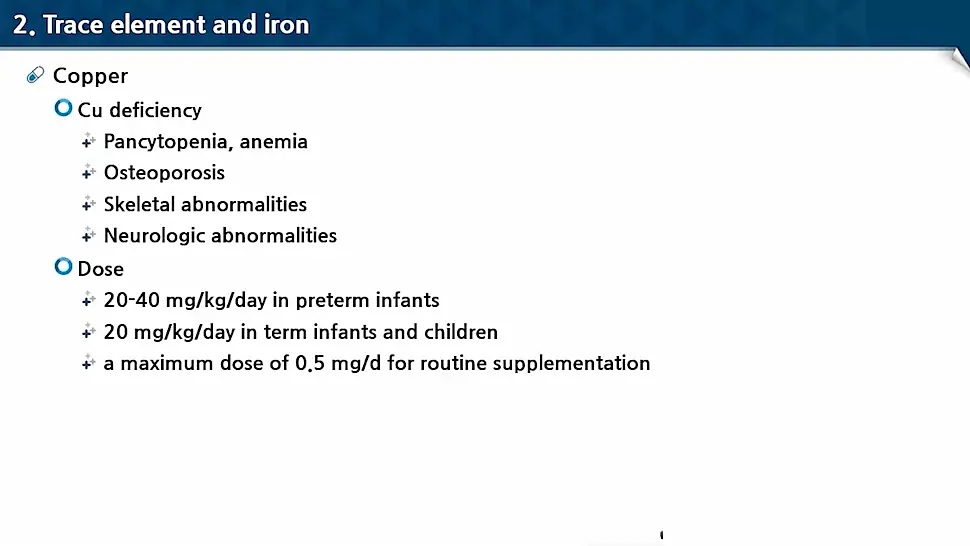 2. Trace element and iron
Copper
Cu deficiency
Pancytopenia, anemia
Osteoporosis
Skeletal abnormalities
Neurologic abnormalities
Dose
20-40 mg/kg/day in preterm infants
20 mg/kg/day in term infants and children
a maximum dose of 0.5 mg/d for routine supplementation